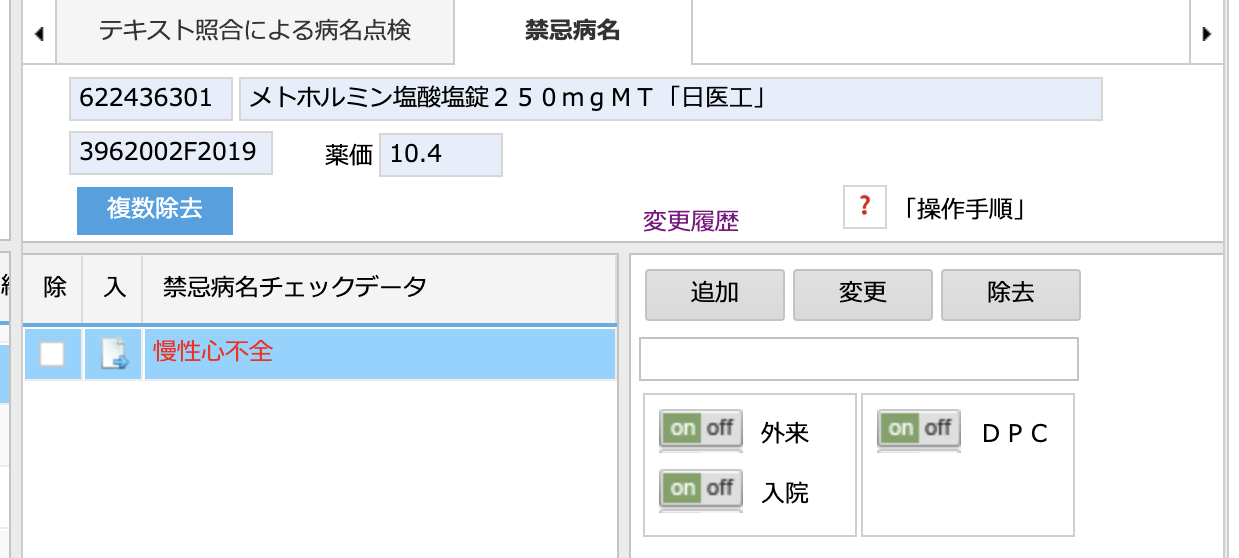 テキスト照合による病名点検 禁忌病名
622436301 メトホルミン塩酸塩錠２５０ｍｇＭＴ「日医工」
3962002F2019 薬価 10.4
複数除去 変更履歴 ? 「操作手順」
除 入 禁忌病名チェックデータ
追加 変更 除去
慢性心不全
on off 外来 on off ＤＰＣ
on off 入院